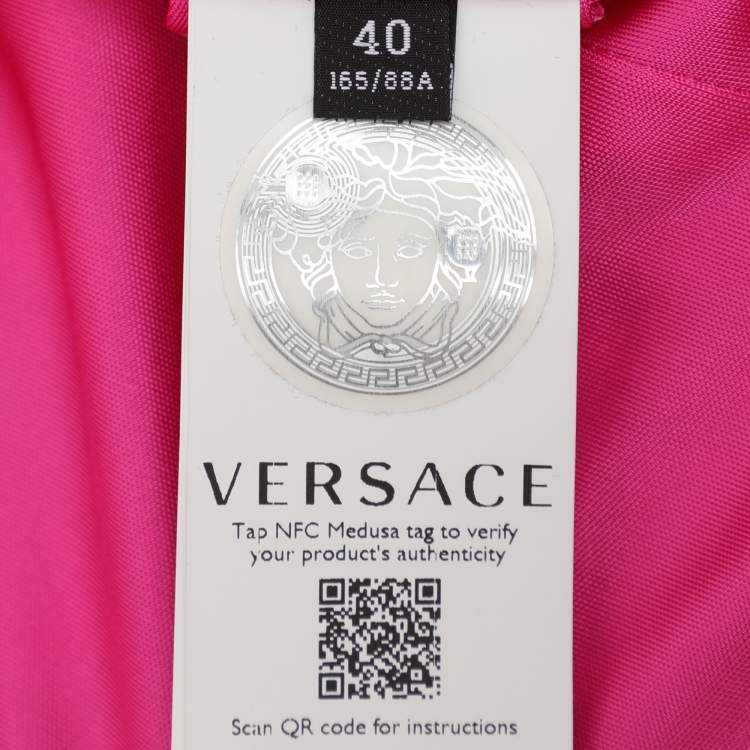 40
165/88A
VERSACE
Tap NFC Medusa tag to verify
your product's authenticity
Scan QR code for instructions